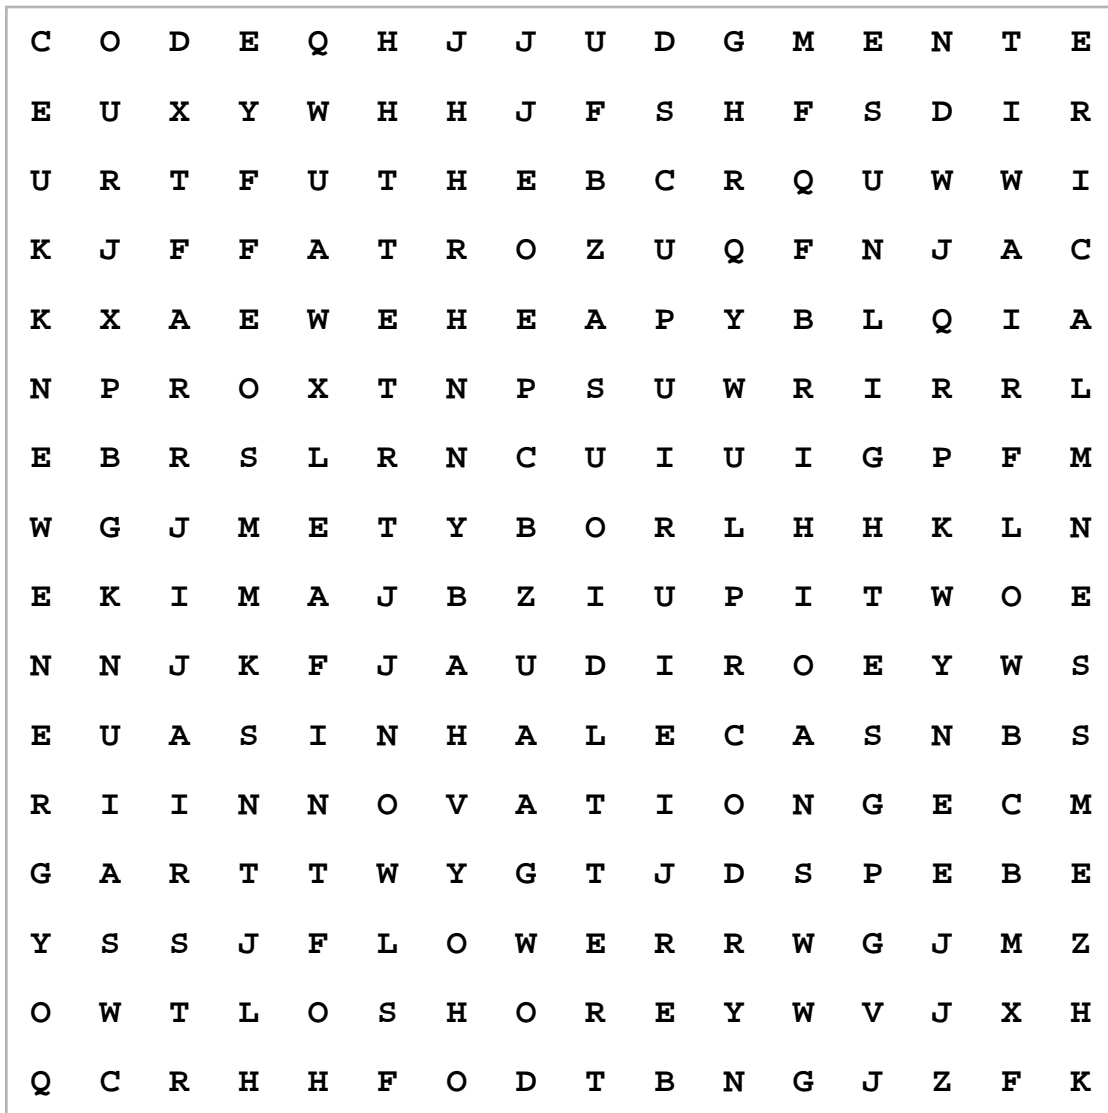 C O D E Q H J J U D G M E N T E
E U X Y W H H J F S H F S D I R
U R T F U T H E B C R Q U W W I
K J F F A T R O Z U Q F N J A C
K X A E W E H E A P Y B L Q I A
N P R O X T N P S U W R I R R L
E B R S L R N C U I U I G P F M
W G J M E T Y B O R L H H K L N
E K I M A J B Z I U P I T W O E
N N J K F J A U D I R O E Y W S
E U A S I N H A L E C A S N B S
R I I N N O V A T I O N G E C M
G A R T T W Y G T J D S P E B E
Y S S J F L O W E R R W G J M Z
O W T L O S H O R E Y W V J X H
Q C R H H F O D T B N G J Z F K